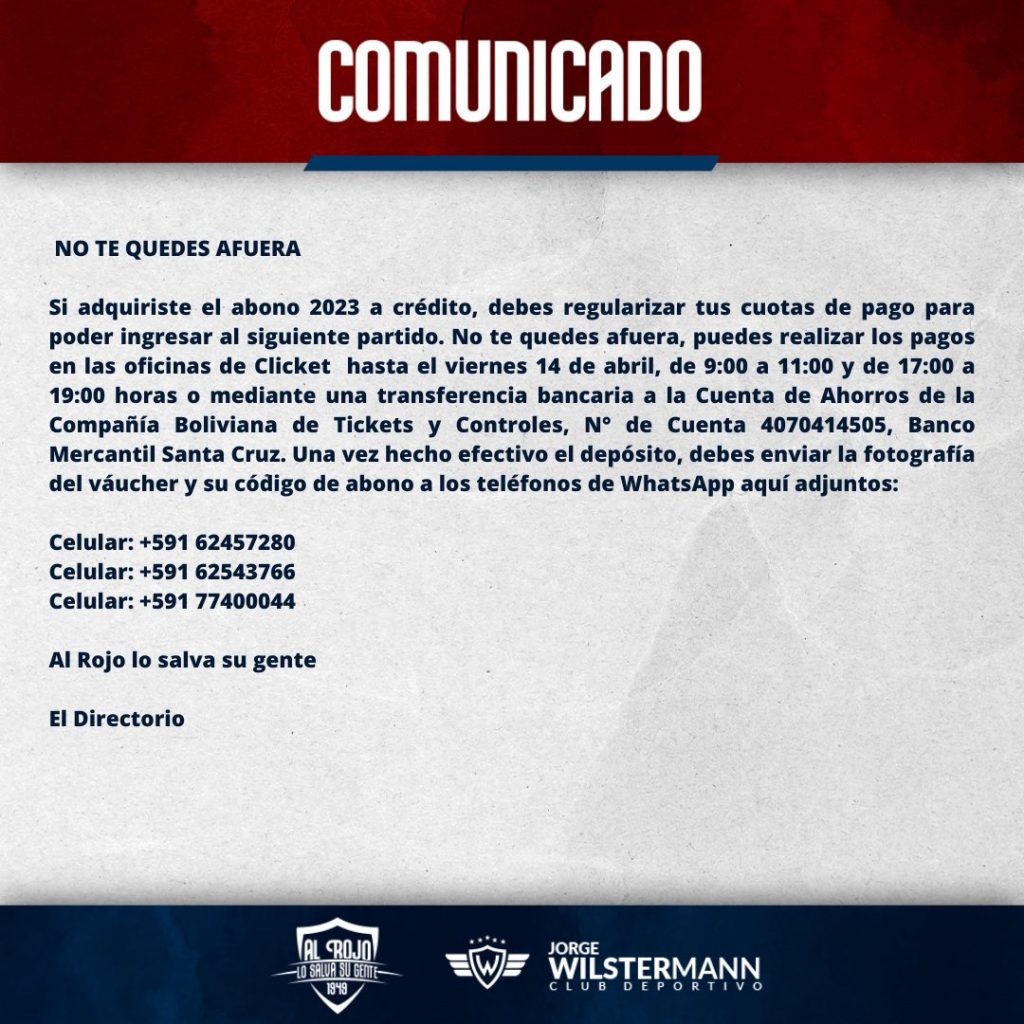 COMUNICADO
NO TE QUEDES AFUERA
Si adquiriste el abono 2023 a crédito, debes regularizar tus cuotas de pago para
poder ingresar al siguiente partido. No te quedes afuera, puedes realizar los pagos
en las oficinas de Clicket hasta el viernes 14 de abril, de 9:00 a 11:00 y de 17:00 a
19:00 horas o mediante una transferencia bancaria a la Cuenta de Ahorros de la
Compañía Boliviana de Tickets y Controles, N° de Cuenta 4070414505, Banco
Mercantil Santa Cruz. Una vez hecho efectivo el depósito, debes enviar la fotografía
del váucher y su código de abono a los teléfonos de WhatsApp aquí adjuntos:
Celular: +591 62457280
Celular: +591 62543766
Celular: +591 77400044
Al Rojo lo salva su gente
El Directorio
AL ROJO
LO SALVA SU GENTE
1949
W
JORGE
WILSTERMANN
CLUB DEPORTIVO